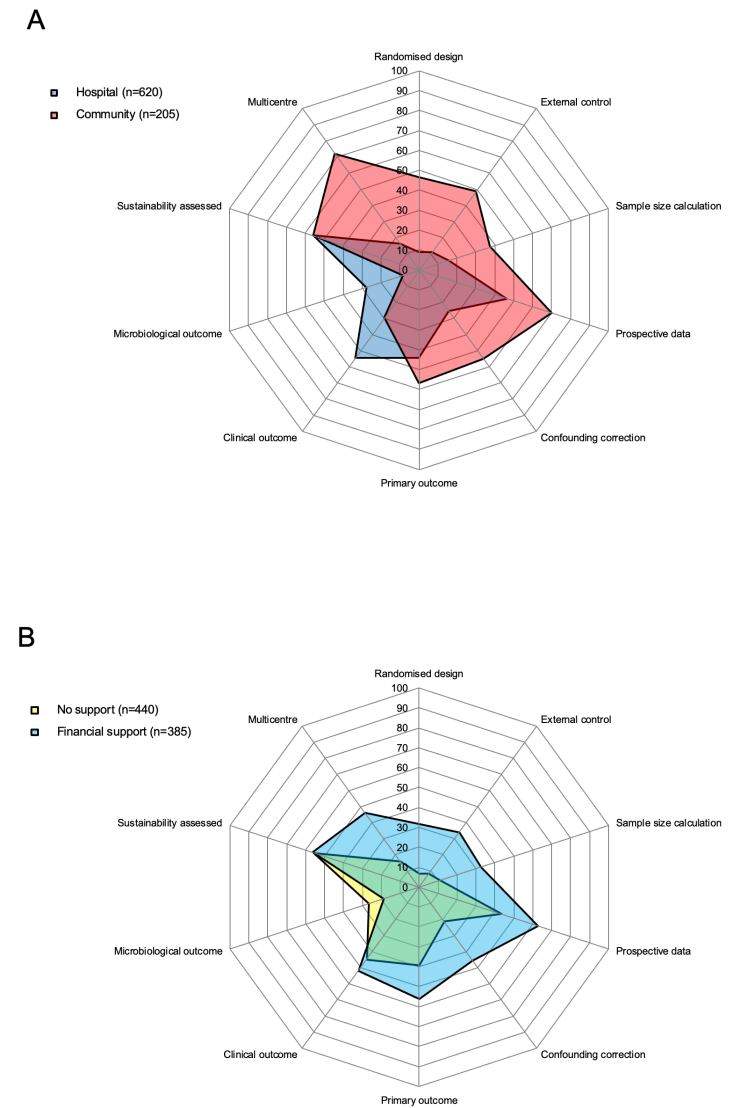 A
Randomised design
100
Hospital (n=620)
90
Multicentre
External control
Community (n=205)
80
70
60
50
Sustainability assessed
40
Sample size calculation
30
20
10
0
Microbiological outcome
Prospective data
Clinical outcome
Confounding correction
Primary outcome
B
Randomised design
100
No support (n=440)
90
Multicentre
External control
Financial support (n=385)
80
70
60
50
Sustainability assessed
40
Sample size calculation
30
20
10
0
Microbiological outcome
Prospective data
Clinical outcome
Confounding correction
Primary outcome